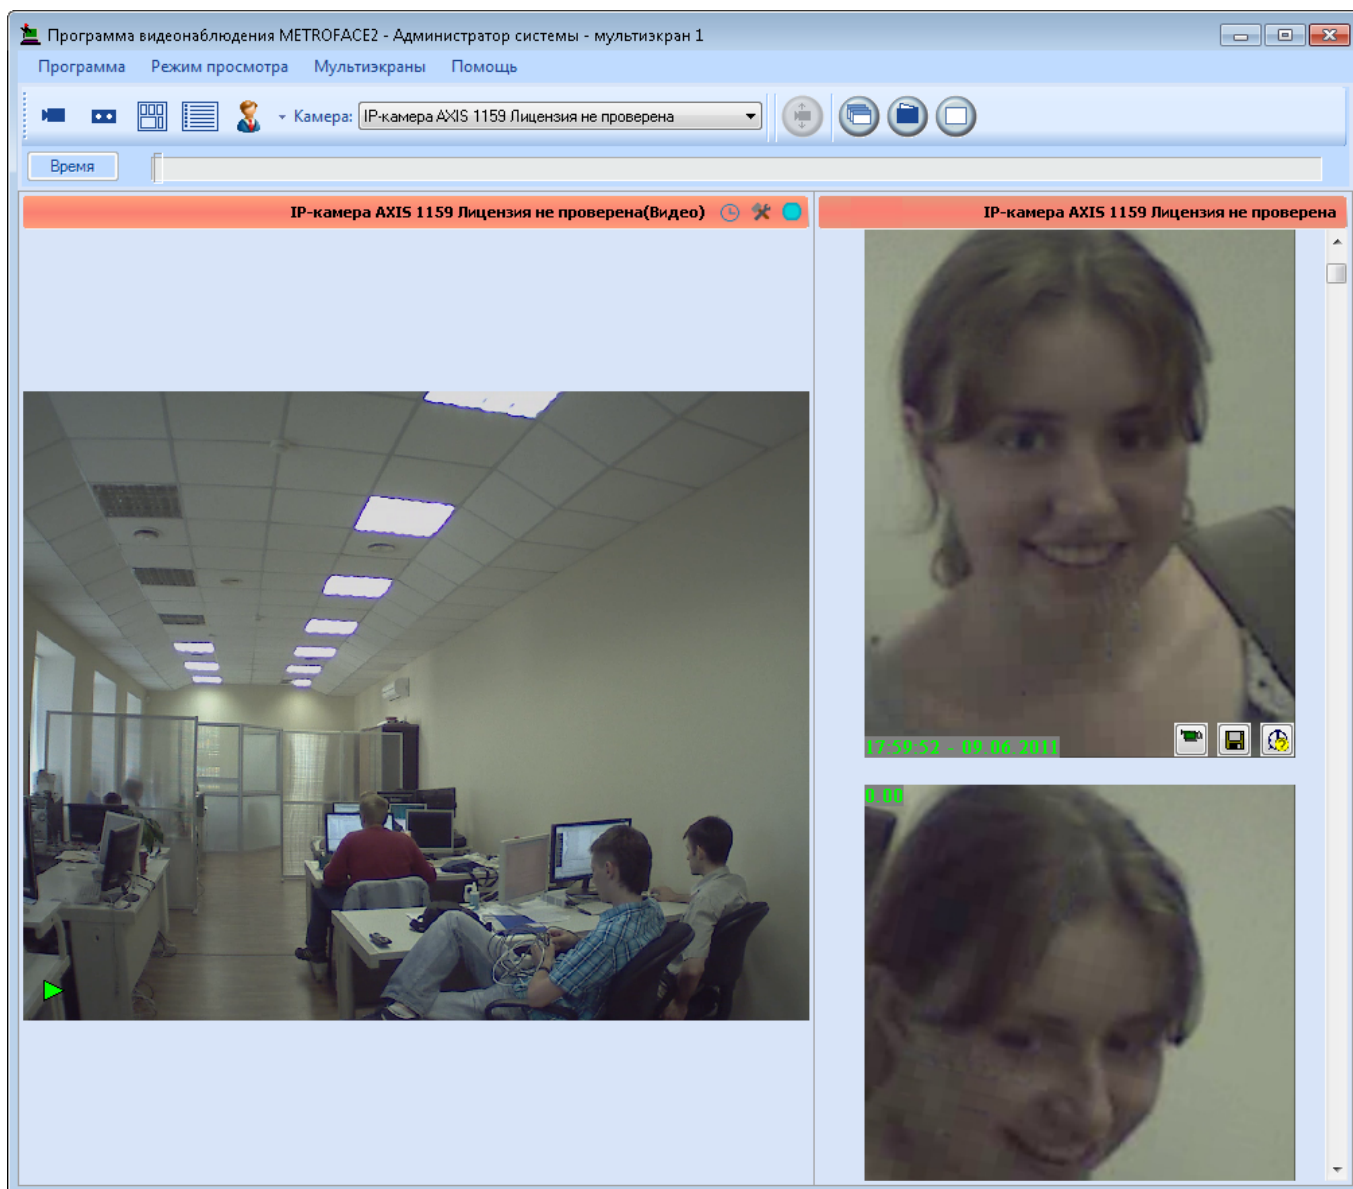 Программа видеонаблюдения METROFACE2 - Администратор системы - мультиэкран 1
Программа Режим просмотра Мультиэкраны Помощь
Камера: IP-камера AXIS 1159 Лицензия не проверена
Время
IP-камера AXIS 1159 Лицензия не проверена(Видео)
IP-камера AXIS 1159 Лицензия не проверена
17:59:52 - 09.06.2011
0.00